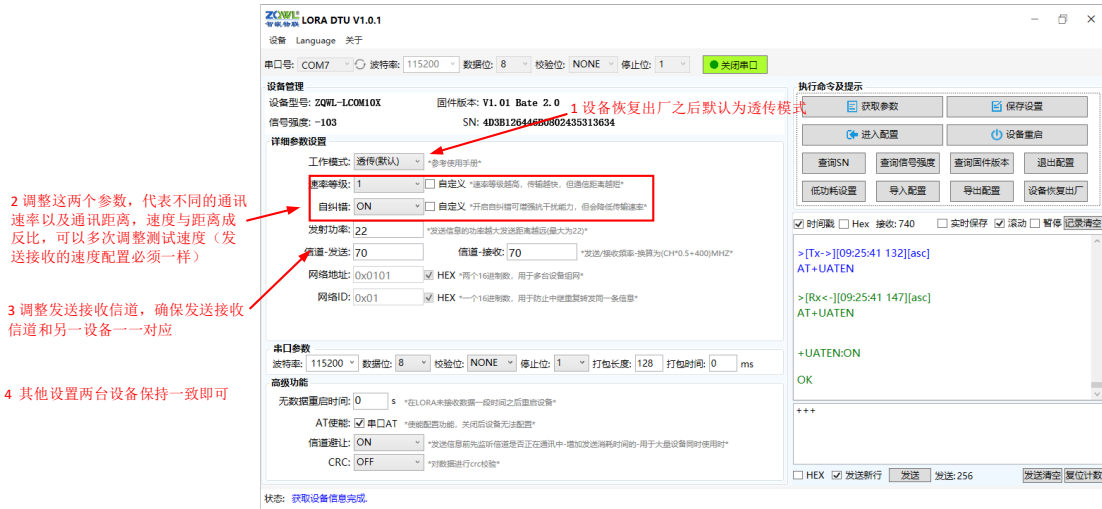 ZQWL
智嵌物联
LORA DTU V1.0.1
设备 Language 关于
串口号: COM7 波特率: 115200 数据位: 8 校验位: NONE 停止位: 1 关闭串口
设备管理
设备型号: ZQWL-LCOM10X 固件版本: V1.01 Bate 2.0
信号强度: -103 SN: 4D3B126446B0802435313634
1 设备恢复出厂之后默认为透传模式
详细参数设置
工作模式: 透传(默认) *参考使用手册*
速率等级: 1 自定义 *速率等级越高，传输越快，但通信距离越短*
自纠错: ON 自定义 *开启自纠错可增强抗干扰能力，但会降低传输速率*
发射功率: 22 *发送信息的功率越大发送距离越远(最大为22)*
信道-发送: 70 信道-接收: 70 *发送/接收频率-换算为(CH*0.5+400)MHZ*
网络地址: 0x0101 HEX *两个16进制数，用于多台设备组网*
网络ID: 0x01 HEX *一个16进制数，用于防止中继重复转发同一条信息*
2 调整这两个参数，代表不同的通讯
速率以及通讯距离，速度与距离成
反比，可以多次调整测试速度（发
送接收的速度配置必须一样）
3 调整发送接收信道，确保发送接收
信道和另一设备一一对应
4 其他设置两台设备保持一致即可
串口参数
波特率: 115200 数据位: 8 校验位: NONE 停止位: 1 打包长度: 128 打包时间: 0 ms
高级功能
无数据重启时间: 0 s *在LORA未接收数据一段时间之后重启设备*
AT使能: 串口AT *使能配置功能，关闭后设备无法配置*
信道避让: ON *发送信息前先监听信道是否正在通讯中-增加发送消耗时间的-用于大量设备同时使用时*
CRC: OFF *对数据进行crc校验*
状态: 获取设备信息完成.
执行命令及提示
获取参数 保存设置
进入配置 设备重启
查询SN 查询信号强度 查询固件版本 退出配置
低功耗设置 导入配置 导出配置 设备恢复出厂
时间戳 Hex 接收: 740 实时保存 滚动 暂停 记录清空
>[Tx->][09:25:41 132][asc]
AT+UATEN
>[Rx<-][09:25:41 147][asc]
AT+UATEN
+UATEN:ON
OK
+++
HEX 发送新行 发送 发送: 256 发送清空 复位计数